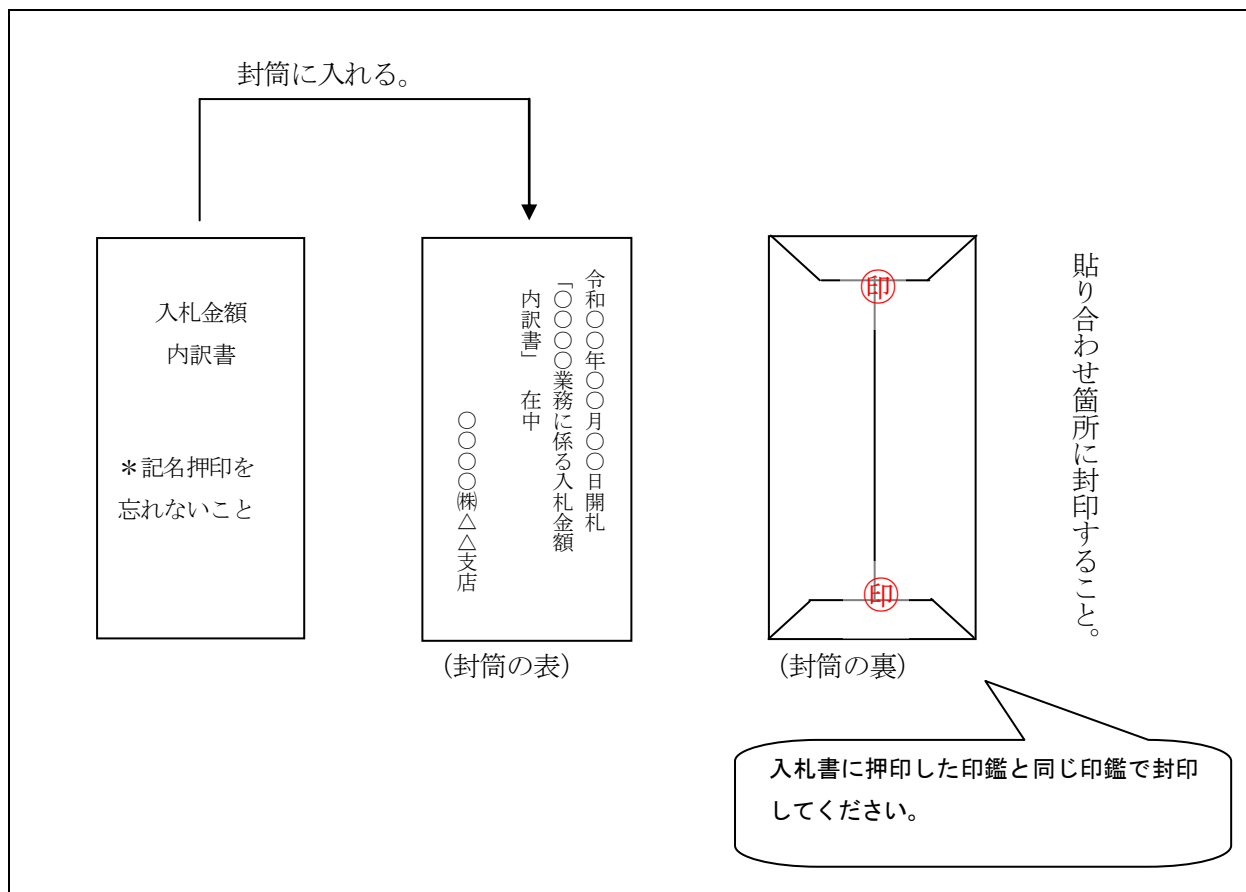 封筒に入れる。
入札金額
内訳書
＊記名押印を
忘れないこと
令和〇〇年〇〇月〇〇日開札
「〇〇〇〇業務に係る入札金額
内訳書」　在中
〇〇〇〇㈱△△支店
(封筒の表)
印
印
(封筒の裏)
貼り合わせ箇所に封印すること。
入札書に押印した印鑑と同じ印鑑で封印
してください。